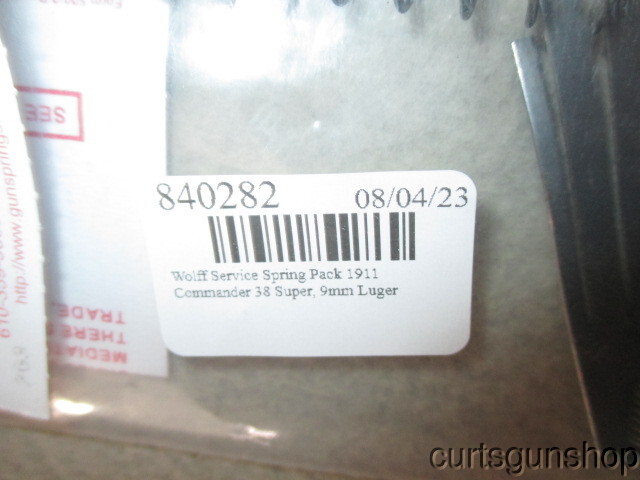 840282 08/04/23
Wolff Service Spring Pack 1911
Commander 38 Super, 9mm Luger
SEE
http://www.gunsprings
TRADE
THERE
curtsgunshop